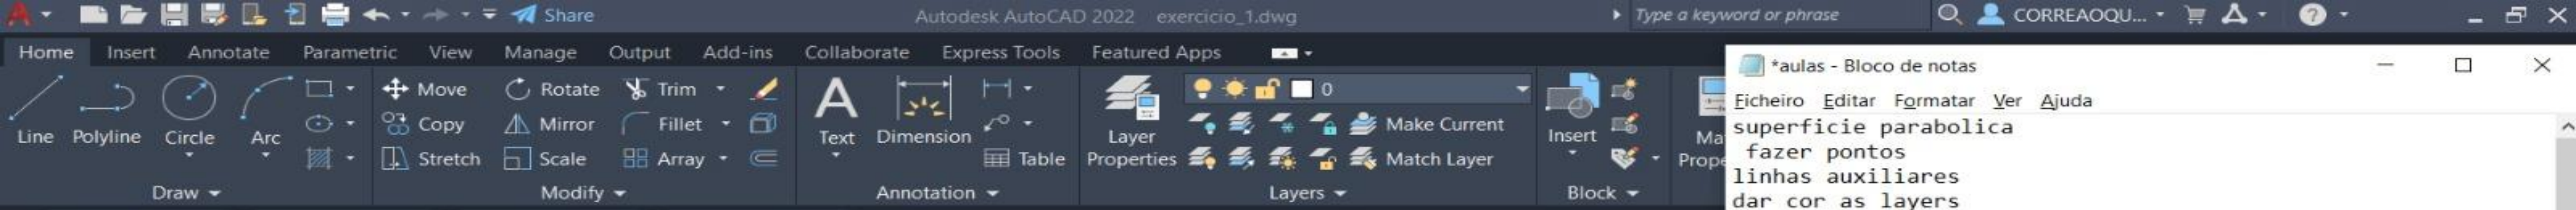 Share
Autodesk AutoCAD 2022 exercicio_1.dwg
Type a keyword or phrase
CORREAOQU...
Home Insert Annotate Parametric View Manage Output Add-ins Collaborate Express Tools Featured Apps
*aulas - Bloco de notas
Ficheiro Editar Formatar Ver Ajuda
Move Rotate Trim
0
Copy Mirror Fillet
Make Current
Line Polyline Circle Arc
Text Dimension
Layer Properties
Insert
Stretch Scale Array
Table
Match Layer
Draw Modify Annotation Layers Block
superficie parabolica
fazer pontos
linhas auxiliares
dar cor as layers